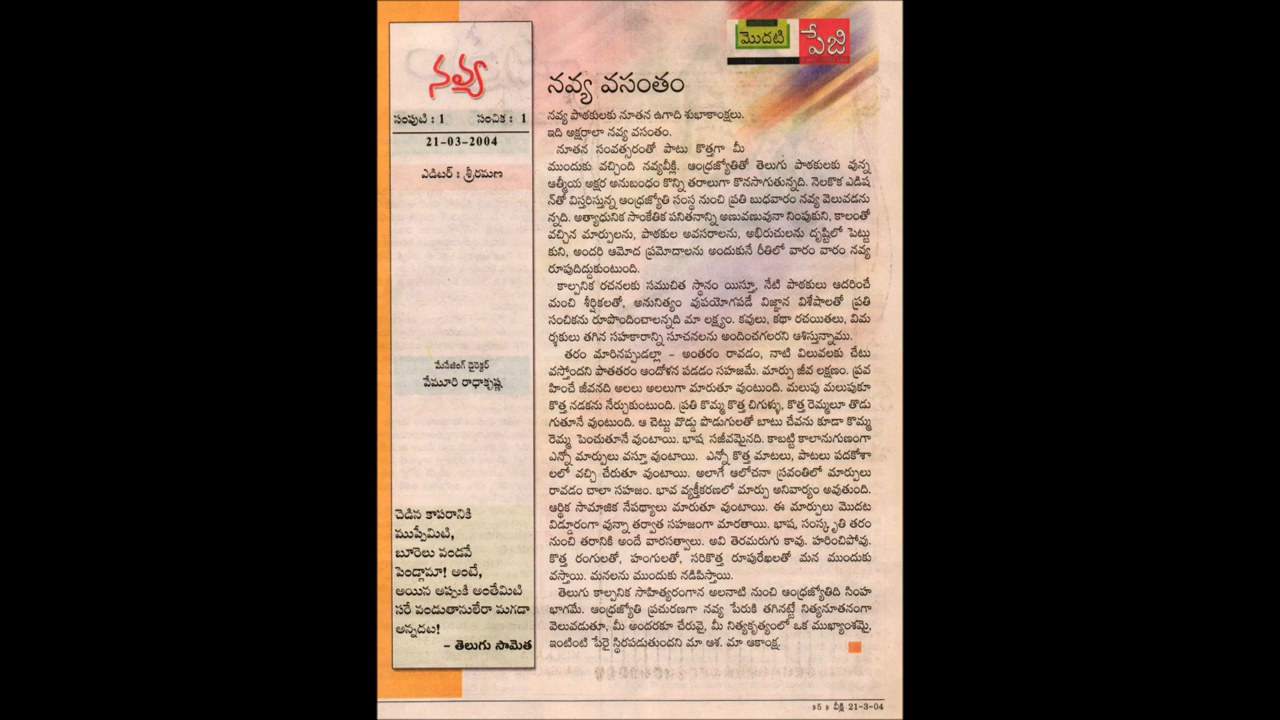 నవ్య
సంపుటి : 1 సంచిక : 1
21-03-2004
ఎడిటర్ : శ్రీరమణ
మేనేజింగ్ డైరెక్టర్
వేమూరి రాధాకృష్ణ
చెడిన కాపరానికి
ముప్పేమిటి,
బూరెలు వండవే
పెండ్లామా! అంటే,
అయిన అప్పుకి అంతేమిటి
సరే వండుతానులేరా మగడా
అన్నదట!
– తెలుగు సామెత
మొదటి పేజి
నవ్య వసంతం
నవ్య పాఠకులకు నూతన ఉగాది శుభాకాంక్షలు.
ఇది అక్షరాలా నవ్య వసంతం.
నూతన సంవత్సరంతో పాటు కొత్తగా మీ
ముందుకు వచ్చింది నవ్యవీక్లి. ఆంధ్రజ్యోతితో తెలుగు పాఠకులకు వున్న
ఆత్మీయ అక్షర అనుబంధం కొన్ని తరాలుగా కొనసాగుతున్నది. నెలకొక ఎడిష
న్‌తో విస్తరిస్తున్న ఆంధ్రజ్యోతి సంస్థ నుంచి ప్రతి బుధవారం నవ్య వెలువడను
న్నది. అత్యాధునిక సాంకేతిక పనితనాన్ని అణువణువునా నింపుకుని, కాలంతో
వచ్చిన మార్పులను, పాఠకుల అవసరాలను, అభిరుచులను దృష్టిలో పెట్టు
కుని, అందరి ఆమోద ప్రమోదాలను అందుకునే రీతిలో వారం వారం నవ్య
రూపుదిద్దుకుంటుంది.
కాల్పనిక రచనలకు సముచిత స్థానం యిస్తూ, నేటి పాఠకులు ఆదరించే
మంచి శీర్షికలతో, అనునిత్యం వుపయోగపడే విజ్ఞాన విశేషాలతో ప్రతి
సంచికను రూపొందించాలన్నది మా లక్ష్యం. కవులు, కథా రచయితలు, విమ
ర్శకులు తగిన సహకారాన్ని సూచనలను అందించగలరని ఆశిస్తున్నాము.
తరం మారినప్పుడల్లా – అంతరం రావడం, నాటి విలువలకు చేటు
వస్తోందని పాతతరం ఆందోళన పడడం సహజమే. మార్పు జీవ లక్షణం. ప్రవ
హించే జీవనది అలలు అలలుగా మారుతూ వుంటుంది. మలుపు మలుపుకూ
కొత్త నడకను నేర్చుకుంటుంది. ప్రతి కొమ్మ కొత్త చిగుళ్ళు, కొత్త రెమ్మలూ తొడు
గుతూనే వుంటుంది. ఆ చెట్టు వొడ్డు పొడుగులతో బాటు చేవను కూడా కొమ్మ
రెమ్మ పెంచుతూనే వుంటాయి. భాష సజీవమైనది. కాబట్టి కాలానుగుణంగా
ఎన్నో మార్పులు వస్తూ వుంటాయి. ఎన్నో కొత్త మాటలు, పాటలు పదకోశా
లలో వచ్చి చేరుతూ వుంటాయి. అలాగే ఆలోచనా స్రవంతిలో మార్పులు
రావడం చాలా సహజం. భావ వ్యక్తీకరణలో మార్పు అనివార్యం అవుతుంది.
ఆర్థిక సామాజిక నేపథ్యాలు మారుతూ వుంటాయి. ఈ మార్పులు మొదట
విడ్డూరంగా వున్నా తర్వాత సహజంగా మారతాయి. భాష, సంస్కృతి తరం
నుంచి తరానికి అందే వారసత్వాలు. అవి తెరమరుగు కావు. హరించిపోవు.
కొత్త రంగులతో, హంగులతో, సరికొత్త రూపురేఖలతో మన ముందుకు
వస్తాయి. మనలను ముందుకు నడిపిస్తాయి.
తెలుగు కాల్పనిక సాహిత్యరంగాన అలనాటి నుంచి ఆంధ్రజ్యోతిది సింహ
భాగమే. ఆంధ్రజ్యోతి ప్రచురణగా నవ్య పేరుకి తగినట్టే నిత్యనూతనంగా
వెలువడుతూ, మీ అందరకూ చేరువై, మీ నిత్యకృత్యంలో ఒక ముఖ్యాంశమై,
ఇంటింటి పేరై స్థిరపడుతుందని మా ఆశ. మా ఆకాంక్ష.
5 వీక్లి 21-3-04